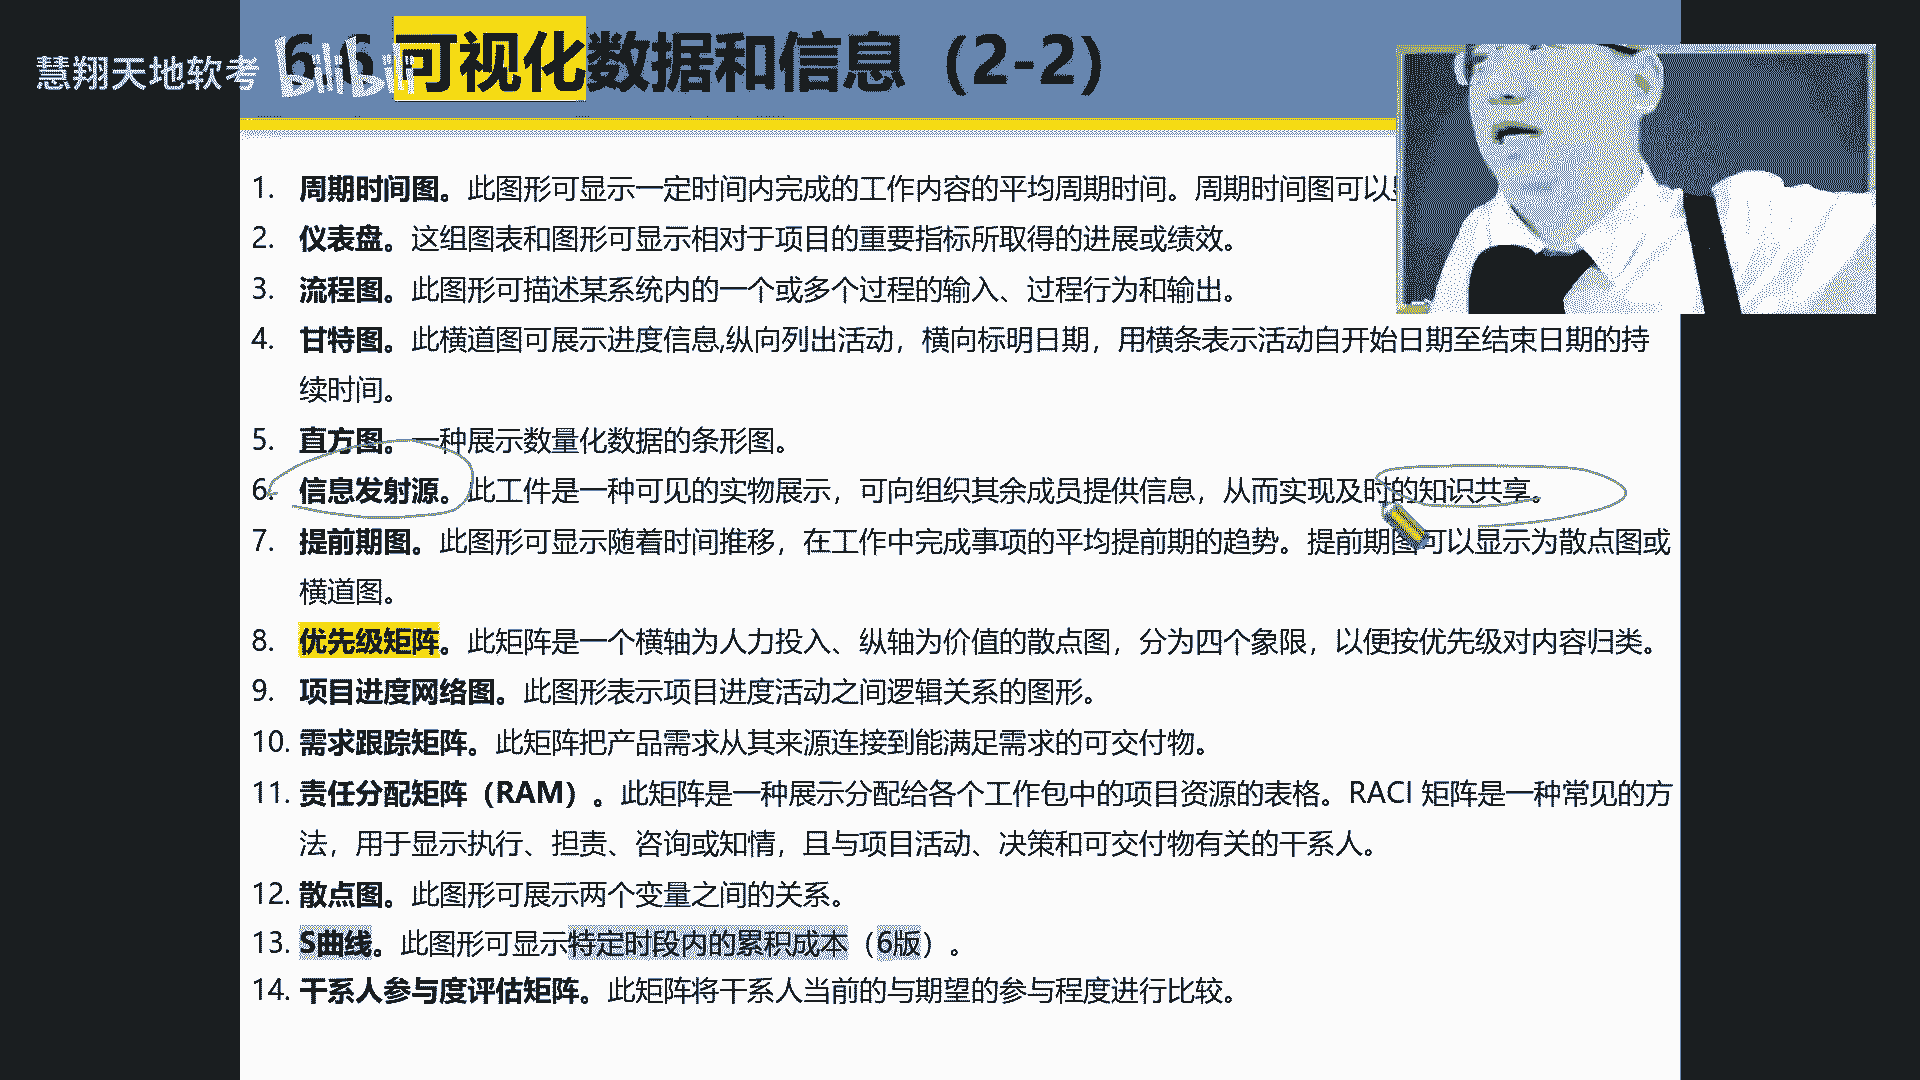 慧翔天地软考 bilibili
6.6 可视化数据和信息（2-2）
1. 周期时间图。此图形可显示一定时间内完成的工作内容的平均周期时间。周期时间图可以
2. 仪表盘。这组图表和图形可显示相对于项目的重要指标所取得的进展或绩效。
3. 流程图。此图形可描述某系统内的一个或多个过程的输入、过程行为和输出。
4. 甘特图。此横道图可展示进度信息,纵向列出活动，横向标明日期，用横条表示活动自开始日期至结束日期的持
续时间。
5. 直方图。一种展示数量化数据的条形图。
6. 信息发射源。此工件是一种可见的实物展示，可向组织其余成员提供信息，从而实现及时的知识共享。
7. 提前期图。此图形可显示随着时间推移，在工作中完成事项的平均提前期的趋势。提前期图可以显示为散点图或
横道图。
8. 优先级矩阵。此矩阵是一个横轴为人力投入、纵轴为价值的散点图，分为四个象限，以便按优先级对内容归类。
9. 项目进度网络图。此图形表示项目进度活动之间逻辑关系的图形。
10. 需求跟踪矩阵。此矩阵把产品需求从其来源连接到能满足需求的可交付物。
11. 责任分配矩阵（RAM）。此矩阵是一种展示分配给各个工作包中的项目资源的表格。RACI 矩阵是一种常见的方
法，用于显示执行、担责、咨询或知情，且与项目活动、决策和可交付物有关的干系人。
12. 散点图。此图形可展示两个变量之间的关系。
13. S曲线。此图形可显示特定时段内的累积成本（6版）。
14. 干系人参与度评估矩阵。此矩阵将干系人当前的与期望的参与程度进行比较。